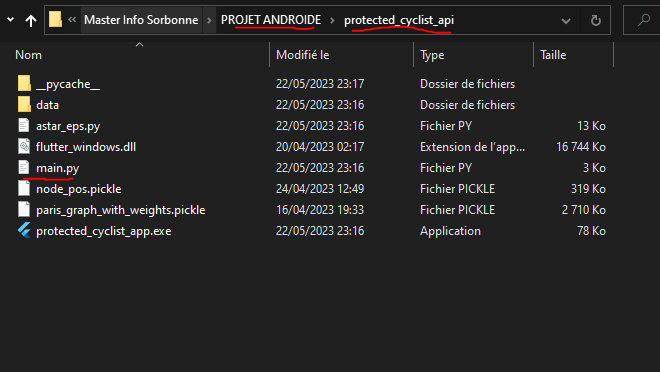 « Master Info Sorbonne > PROJET ANDROIDE > protected_cyclist_api
Nom Modifié le Type Taille
__pycache__ 22/05/2023 23:17 Dossier de fichiers
data 22/05/2023 23:16 Dossier de fichiers
astar_eps.py 22/05/2023 23:16 Fichier PY 13 Ko
flutter_windows.dll 20/04/2023 02:17 Extension de l'app... 16 744 Ko
main.py 22/05/2023 23:16 Fichier PY 3 Ko
node_pos.pickle 24/04/2023 12:49 Fichier PICKLE 319 Ko
paris_graph_with_weights.pickle 16/04/2023 19:33 Fichier PICKLE 2 710 Ko
protected_cyclist_app.exe 22/05/2023 23:16 Application 78 Ko